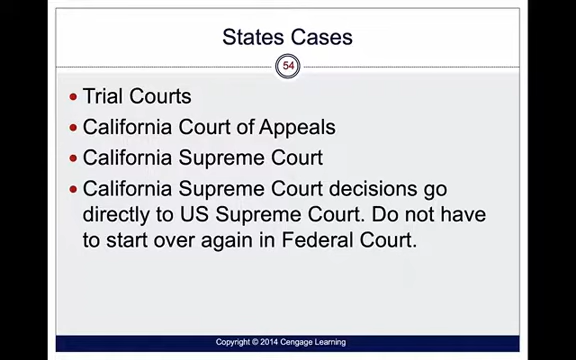 States Cases
54
• Trial Courts
• California Court of Appeals
• California Supreme Court
• California Supreme Court decisions go
directly to US Supreme Court. Do not have
to start over again in Federal Court.
Copyright © 2014 Cengage Learning